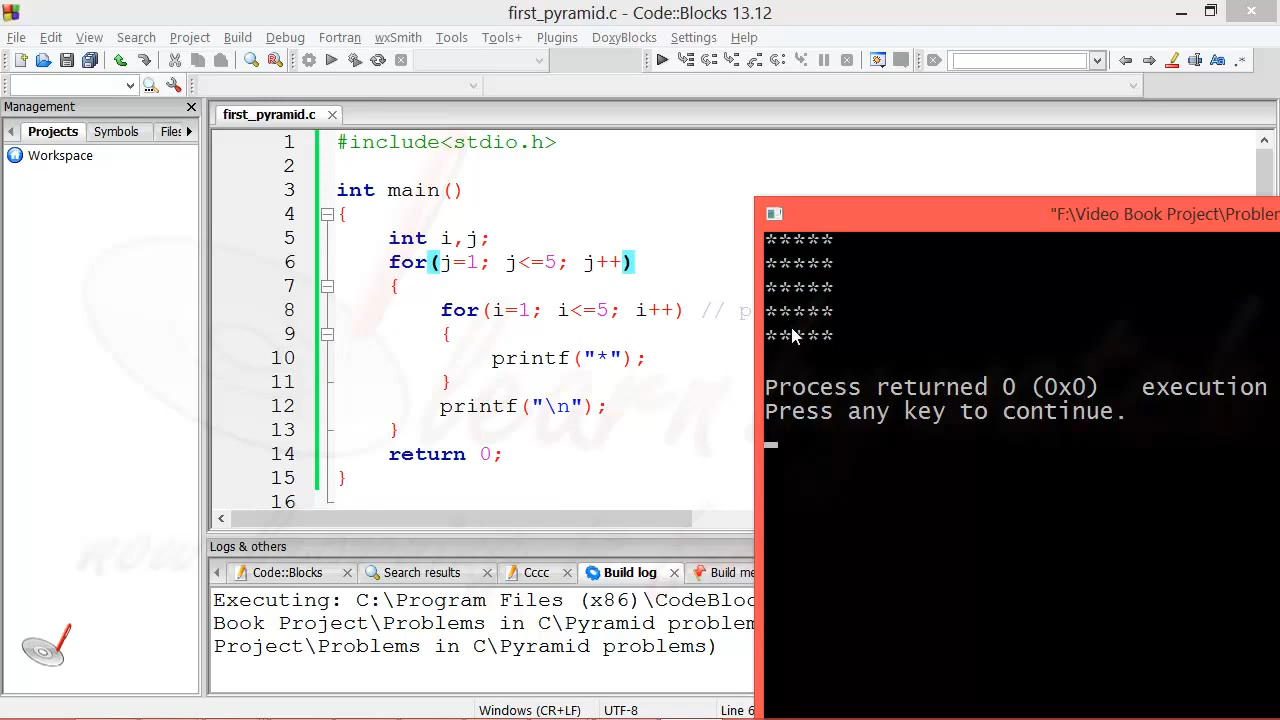 first_pyramid.c - Code::Blocks 13.12
File Edit View Search Project Build Debug Fortran wxSmith Tools Tools+ Plugins DoxyBlocks Settings Help
Management
Projects Symbols Files
Workspace
first_pyramid.c
1 #include<stdio.h>
2
3 int main()
4 {
5 int i,j;
6 for(j=1; j<=5; j++)
7 {
8 for(i=1; i<=5; i++) // p
9 {
10 printf("*");
11 }
12 printf("\n");
13 }
14 return 0;
15 }
16
"F:\Video Book Project\Problem
*****
*****
*****
*****
*****
Process returned 0 (0x0) execution
Press any key to continue.
Logs & others
Code::Blocks Search results Cccc Build log Build me
Executing: C:\Program Files (x86)\CodeBloc
Book Project\Problems in C\Pyramid problem
Project\Problems in C\Pyramid problems)
Windows (CR+LF) UTF-8 Line 6